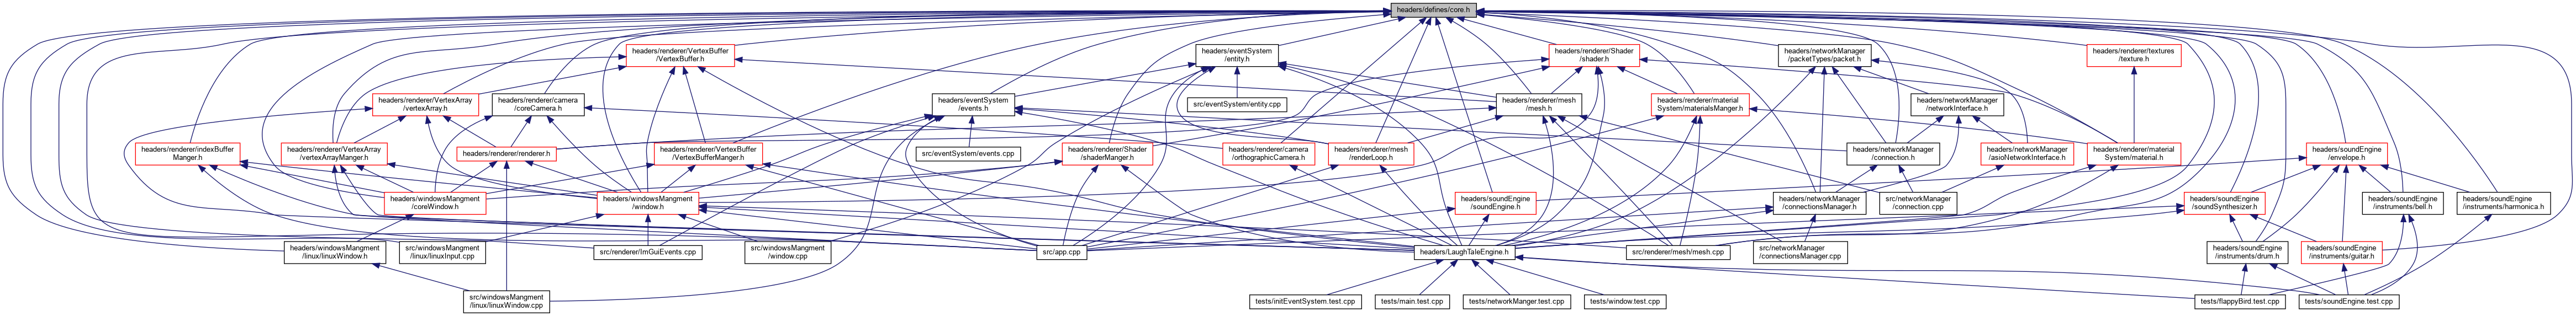 headers/defines/core.h
headers/renderer/VertexBuffer
/VertexBuffer.h
headers/eventSystem
/entity.h
headers/renderer/Shader
/shader.h
headers/networkManager
/packetTypes/packet.h
headers/renderer/textures
/texture.h
headers/renderer/VertexArray
/vertexArray.h
headers/renderer/camera
/coreCamera.h
headers/eventSystem
/events.h
src/eventSystem/entity.cpp
headers/renderer/mesh
/mesh.h
headers/renderer/material
System/materialsManger.h
headers/networkManager
/networkInterface.h
headers/renderer/indexBuffer
Manger.h
headers/renderer/VertexArray
/vertexArrayManger.h
headers/renderer/renderer.h
headers/renderer/VertexBuffer
/VertexBufferManger.h
src/eventSystem/events.cpp
headers/renderer/Shader
/shaderManger.h
headers/renderer/camera
/orthographicCamera.h
headers/renderer/mesh
/renderLoop.h
headers/networkManager
/connection.h
headers/networkManager
/asioNetworkInterface.h
headers/renderer/material
System/material.h
headers/soundEngine
/envelope.h
headers/windowsMangment
/coreWindow.h
headers/windowsMangment
/window.h
headers/soundEngine
/soundEngine.h
headers/networkManager
/connectionsManager.h
src/networkManager
/connection.cpp
headers/soundEngine
/soundSynthesizer.h
headers/soundEngine
/instruments/bell.h
headers/soundEngine
/instruments/harmonica.h
headers/windowsMangment
/linux/linuxWindow.h
src/windowsMangment
/linux/linuxInput.cpp
src/renderer/ImGuiEvents.cpp
src/windowsMangment
/window.cpp
src/app.cpp
headers/LaughTaleEngine.h
src/renderer/mesh/mesh.cpp
src/networkManager
/connectionsManager.cpp
headers/soundEngine
/instruments/drum.h
headers/soundEngine
/instruments/guitar.h
src/windowsMangment
/linux/linuxWindow.cpp
tests/initEventSystem.test.cpp
tests/main.test.cpp
tests/networkManger.test.cpp
tests/window.test.cpp
tests/flappyBird.test.cpp
tests/soundEngine.test.cpp